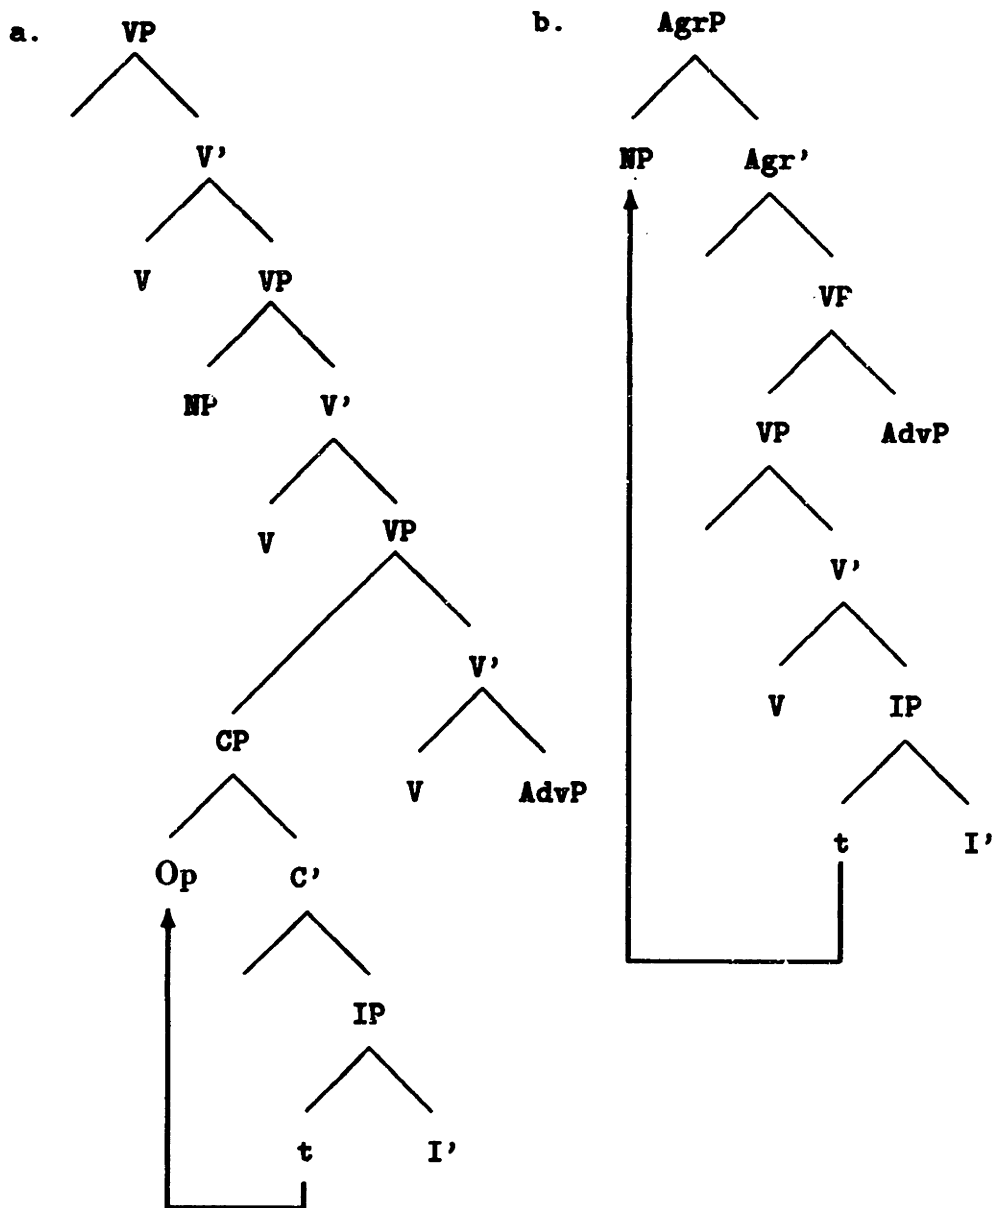 a.
VP
V'
V VP
NP V'
V VP
CP V'
V AdvP
Op C'
IP
t I'
b.
AgrP
NP Agr'
VP
VP AdvP
V'
V IP
t I'